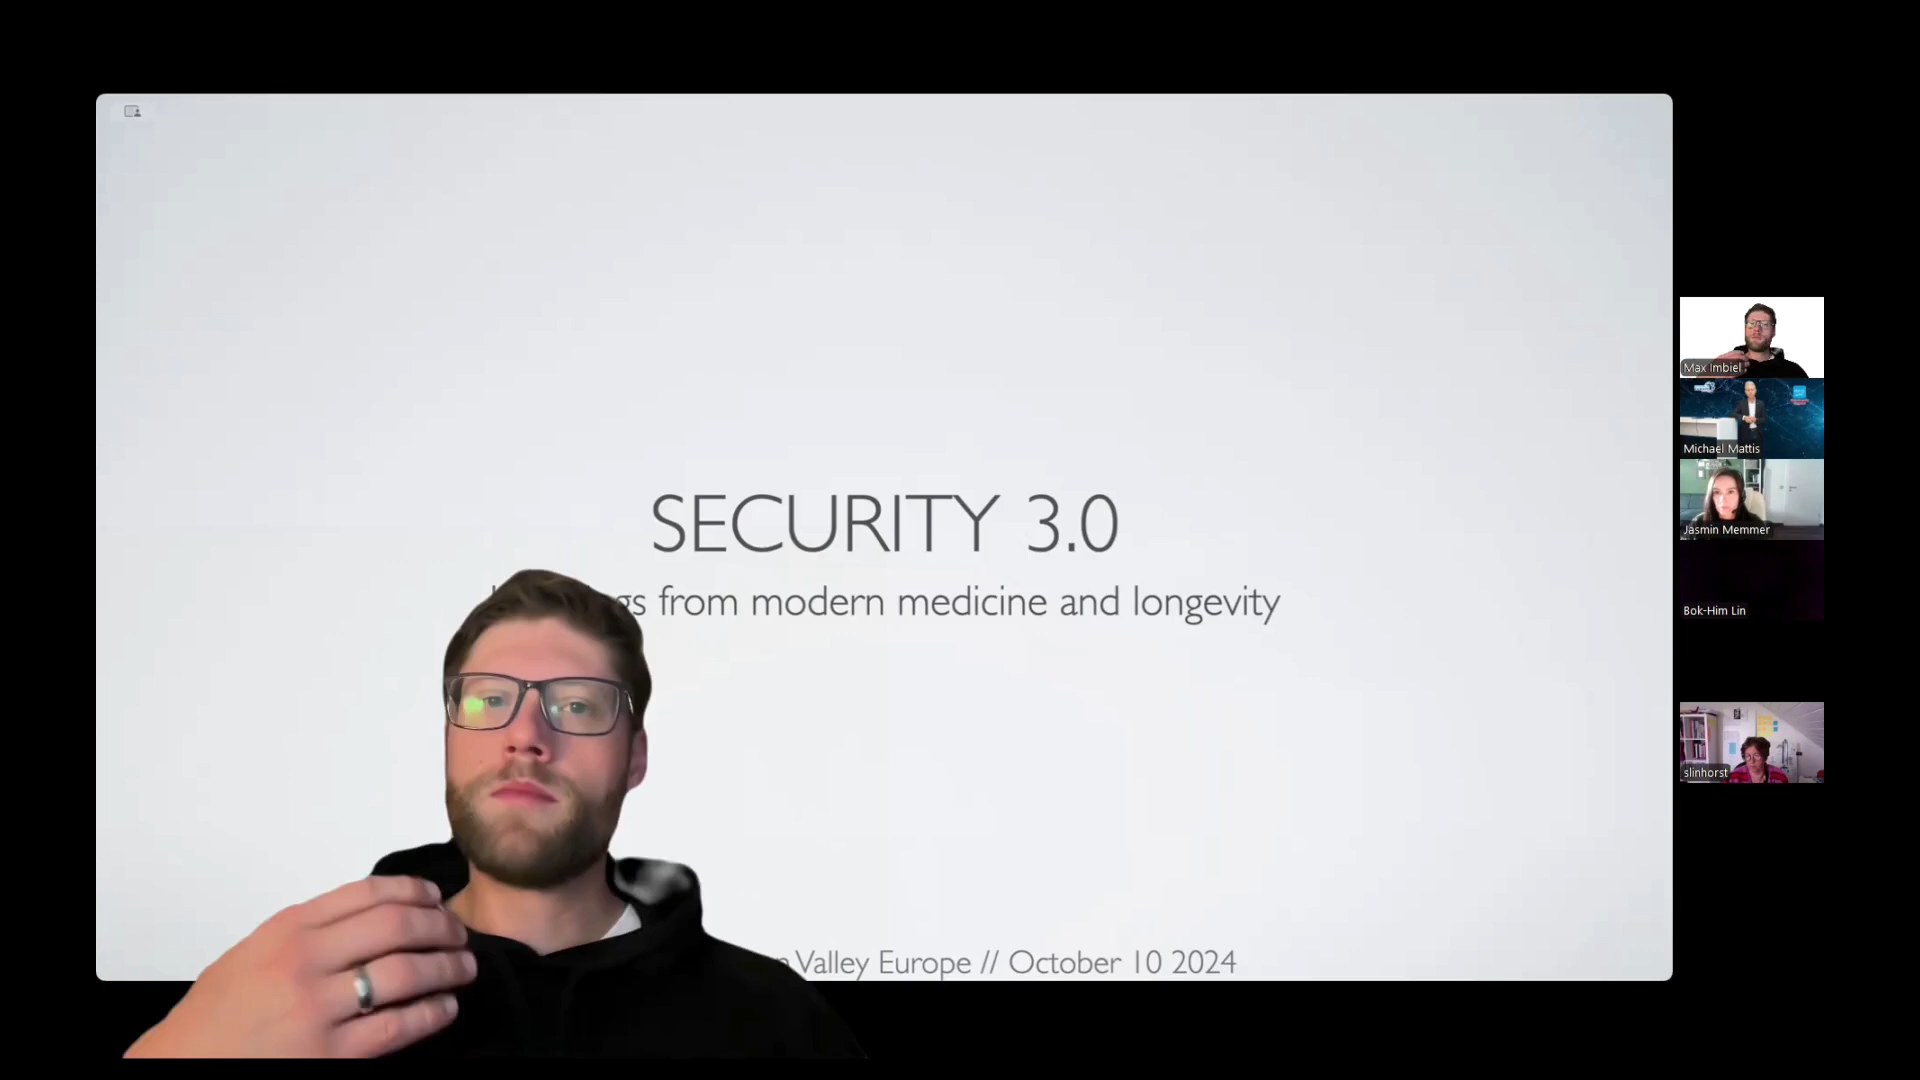 SECURITY 3.0
from modern medicine and longevity
Valley Europe // October 10 2024
Max Imbiel
Michael Mattis
Jasmin Memmer
Bok-Him Lin
slinhorst